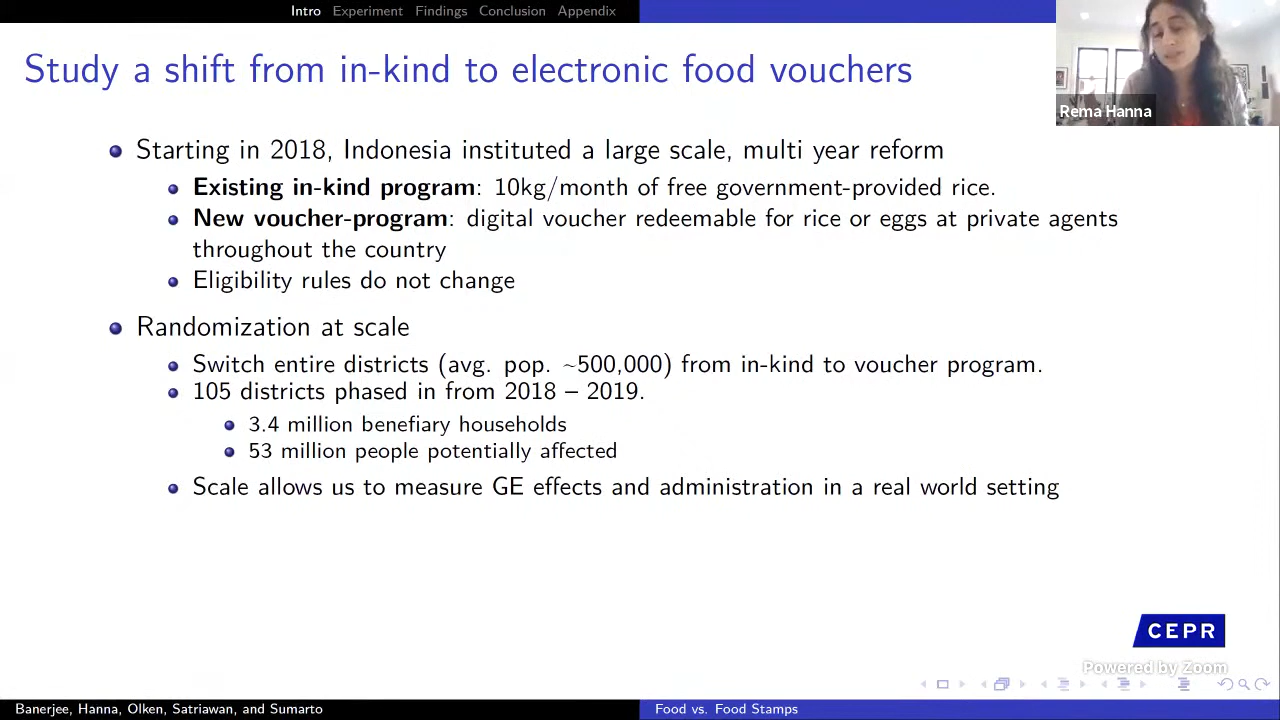 Intro Experiment Findings Conclusion Appendix
Study a shift from in-kind to electronic food vouchers
Rema Hanna
Starting in 2018, Indonesia instituted a large scale, multi year reform
Existing in-kind program: 10kg/month of free government-provided rice.
New voucher-program: digital voucher redeemable for rice or eggs at private agents
throughout the country
Eligibility rules do not change
Randomization at scale
Switch entire districts (avg. pop. ~500,000) from in-kind to voucher program.
105 districts phased in from 2018 – 2019.
3.4 million benefiary households
53 million people potentially affected
Scale allows us to measure GE effects and administration in a real world setting
CEPR
Powered by Zoom
Banerjee, Hanna, Olken, Satriawan, and Sumarto
Food vs. Food Stamps